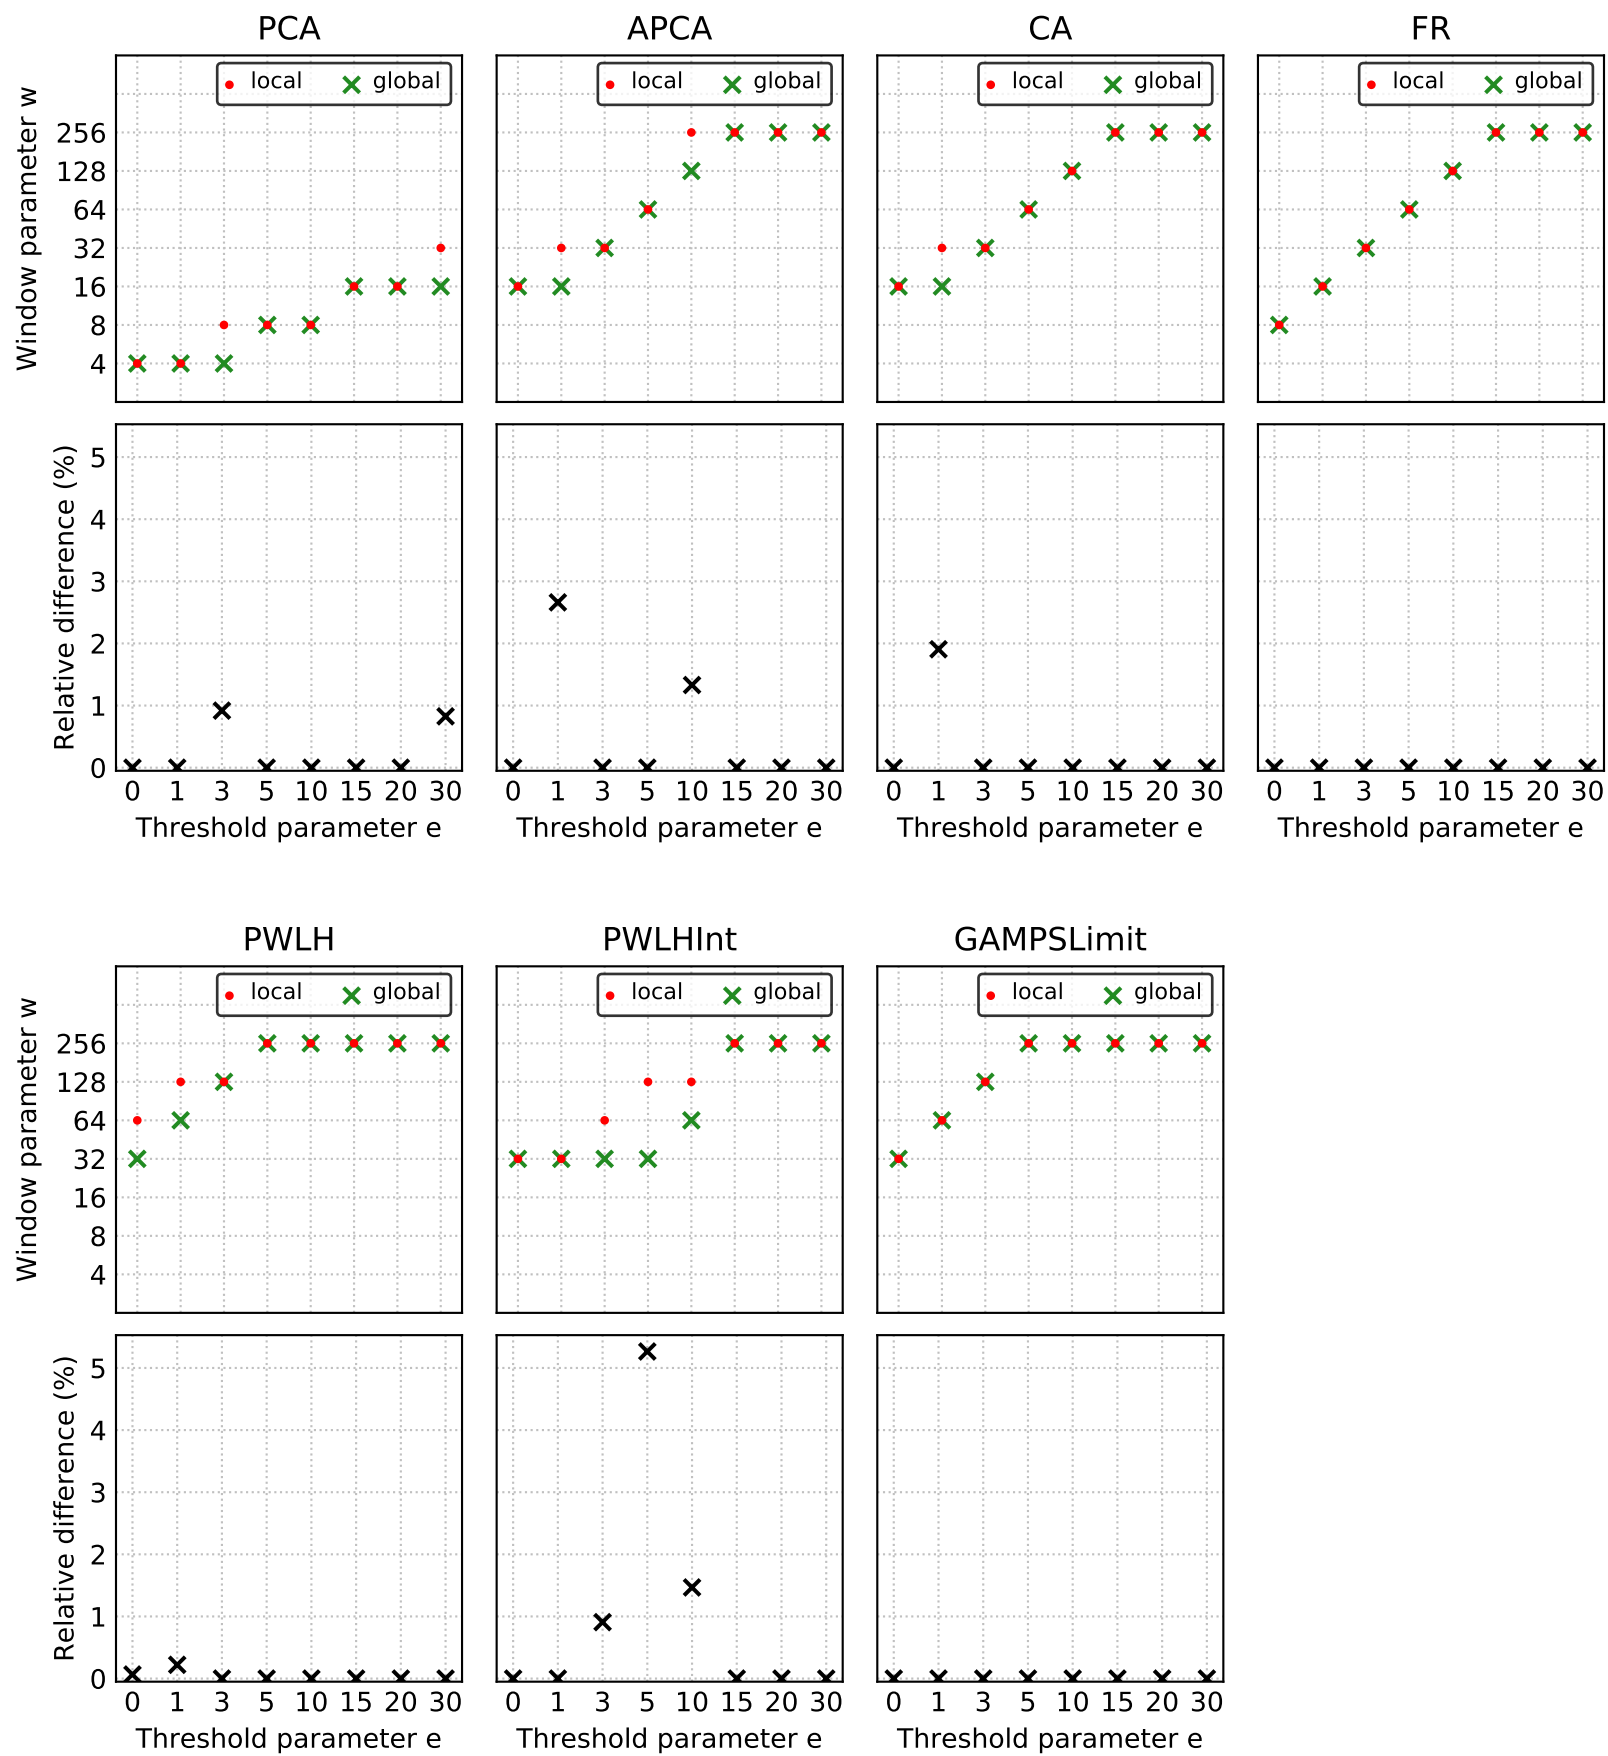 PCA APCA CA FR
local global local global local global local global
Window parameter w
256
128
64
32
16
8
4
Relative difference (%)
5
4
3
2
1
0
0 1 3 5 10 15 20 30 0 1 3 5 10 15 20 30 0 1 3 5 10 15 20 30 0 1 3 5 10 15 20 30
Threshold parameter e Threshold parameter e Threshold parameter e Threshold parameter e
PWLH PWLHInt GAMPSLimit
local global local global local global
Window parameter w
256
128
64
32
16
8
4
Relative difference (%)
5
4
3
2
1
0
0 1 3 5 10 15 20 30 0 1 3 5 10 15 20 30 0 1 3 5 10 15 20 30
Threshold parameter e Threshold parameter e Threshold parameter e